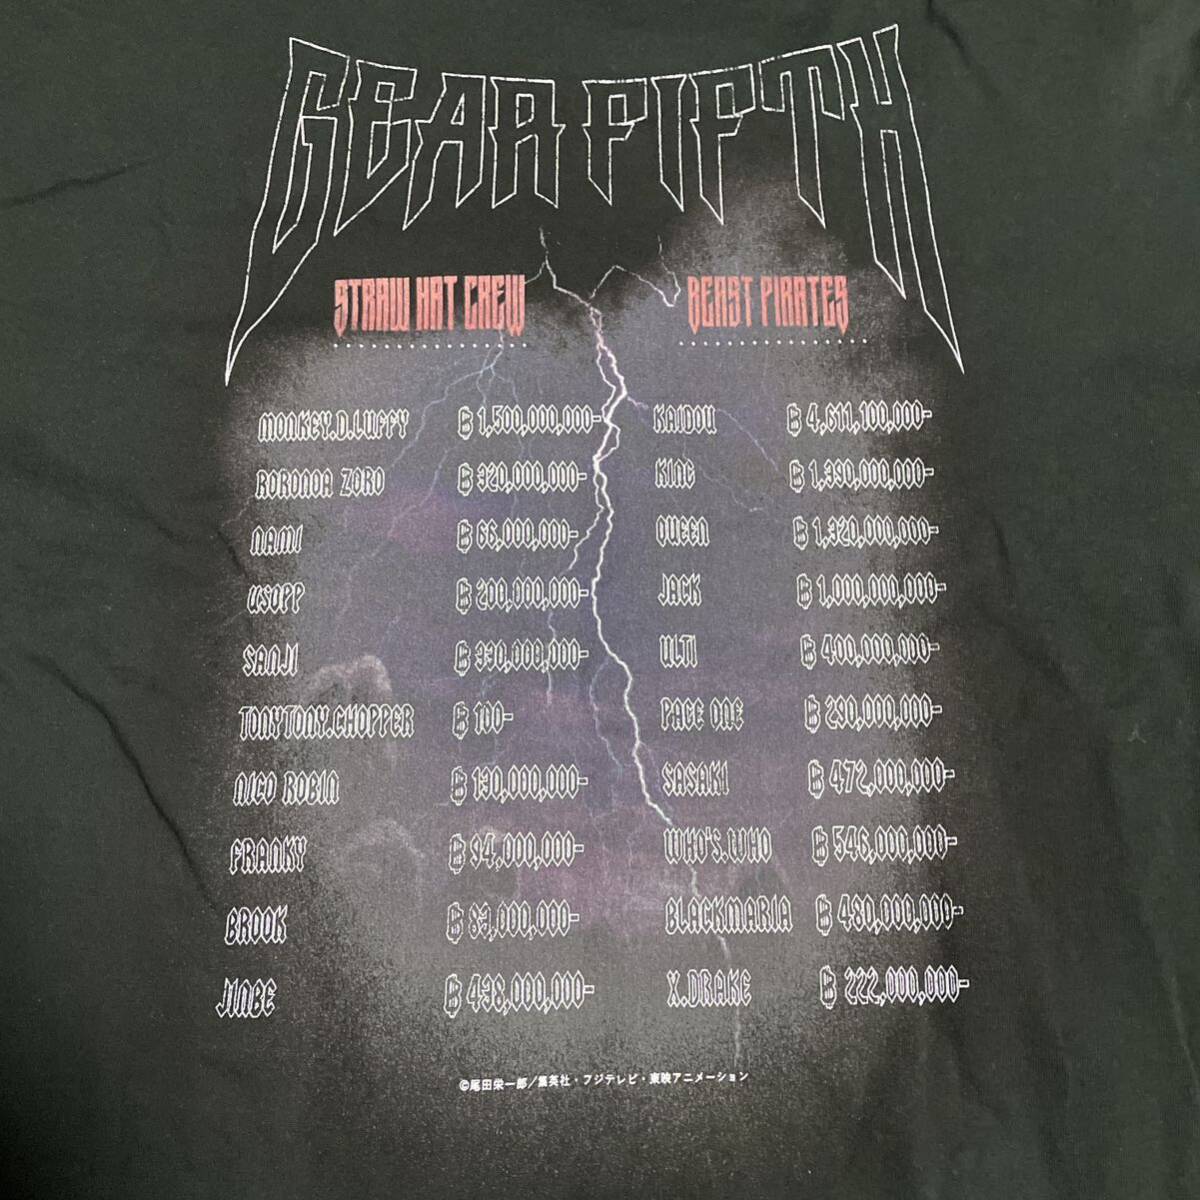 GEAR FIFTH
STRAW HAT CREW
MONKEY.D.LUFFY ฿ 1,500,000,000-
RORONOA ZORO ฿ 320,000,000-
NAMI ฿ 66,000,000-
USOPP ฿ 200,000,000-
SANJI ฿ 330,000,000-
TONYTONY.CHOPPER ฿ 100-
NICO ROBIN ฿ 130,000,000-
FRANKY ฿ 94,000,000-
BROOK ฿ 83,000,000-
JINBE ฿ 438,000,000-
BEAST PIRATES
KAIDOU ฿ 4,611,100,000-
KING ฿ 1,390,000,000-
QUEEN ฿ 1,320,000,000-
JACK ฿ 1,000,000,000-
ULTI ฿ 400,000,000-
PAGE ONE ฿ 290,000,000-
SASAKI ฿ 472,000,000-
WHO'S.WHO ฿ 546,000,000-
BLACKMARIA ฿ 480,000,000-
X.DRAKE ฿ 222,000,000-
©尾田栄一郎／集英社・フジテレビ・東映アニメーション